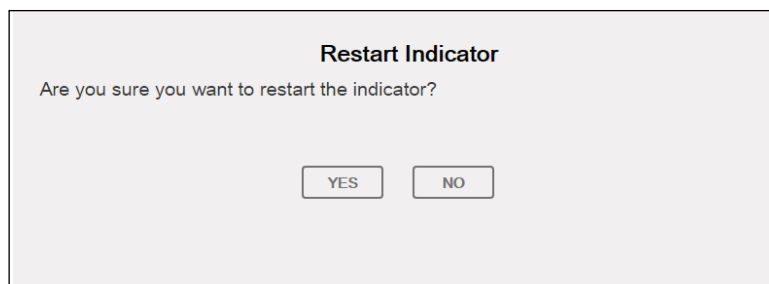 Restart Indicator
Are you sure you want to restart the indicator?
YES NO